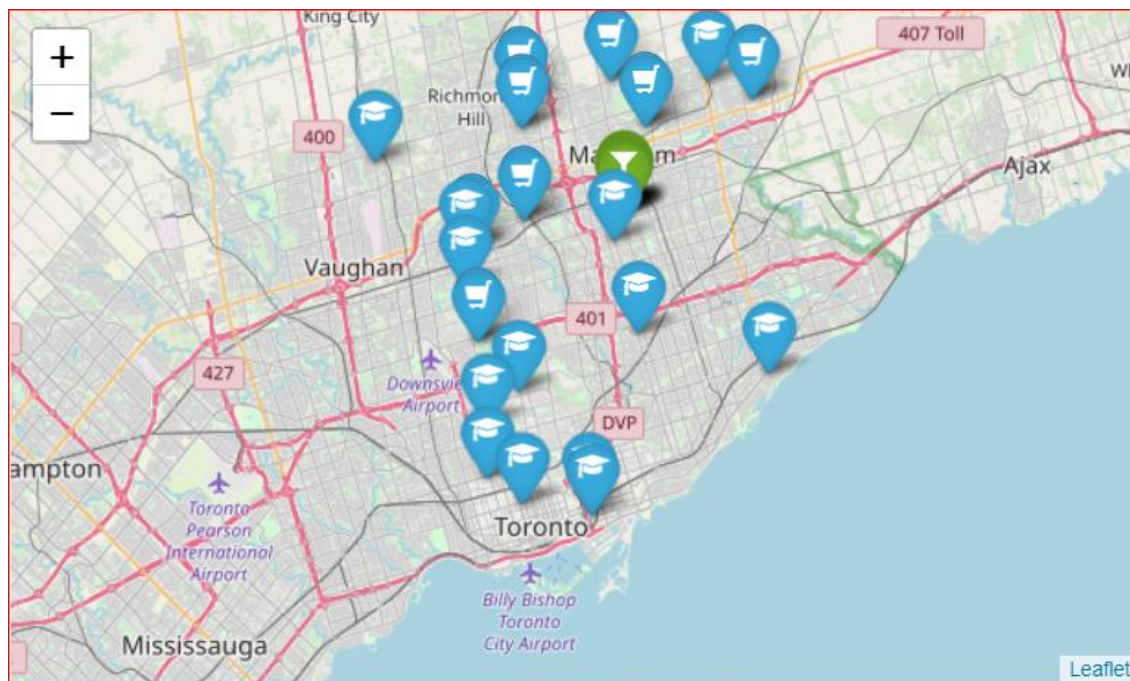 King City
407 Toll
+
−
Richmond
Hill
400
Ajax
Vaughan
401
427
Downsview
Airport
DVP
ampton
Toronto
Pearson
International
Airport
Toronto
Billy Bishop
Toronto
City Airport
Mississauga
Leaflet